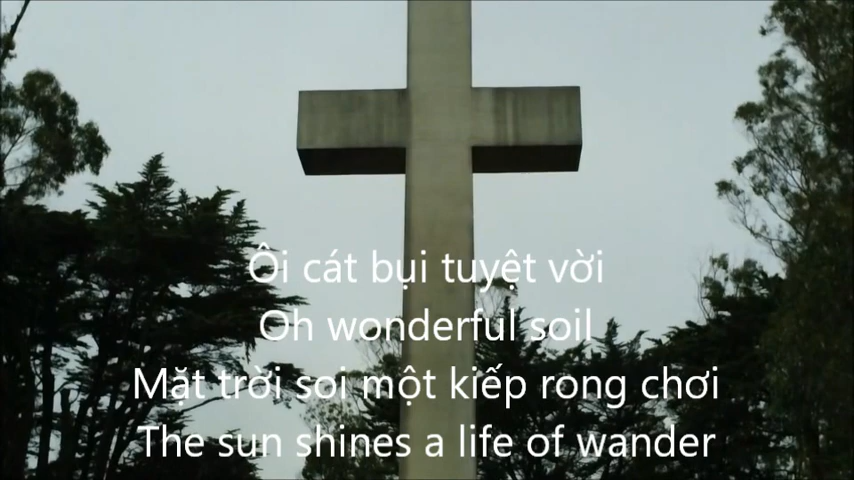 Ôi cát bụi tuyệt vời
Oh wonderful soil
Mặt trời soi một kiếp rong chơi
The sun shines a life of wander